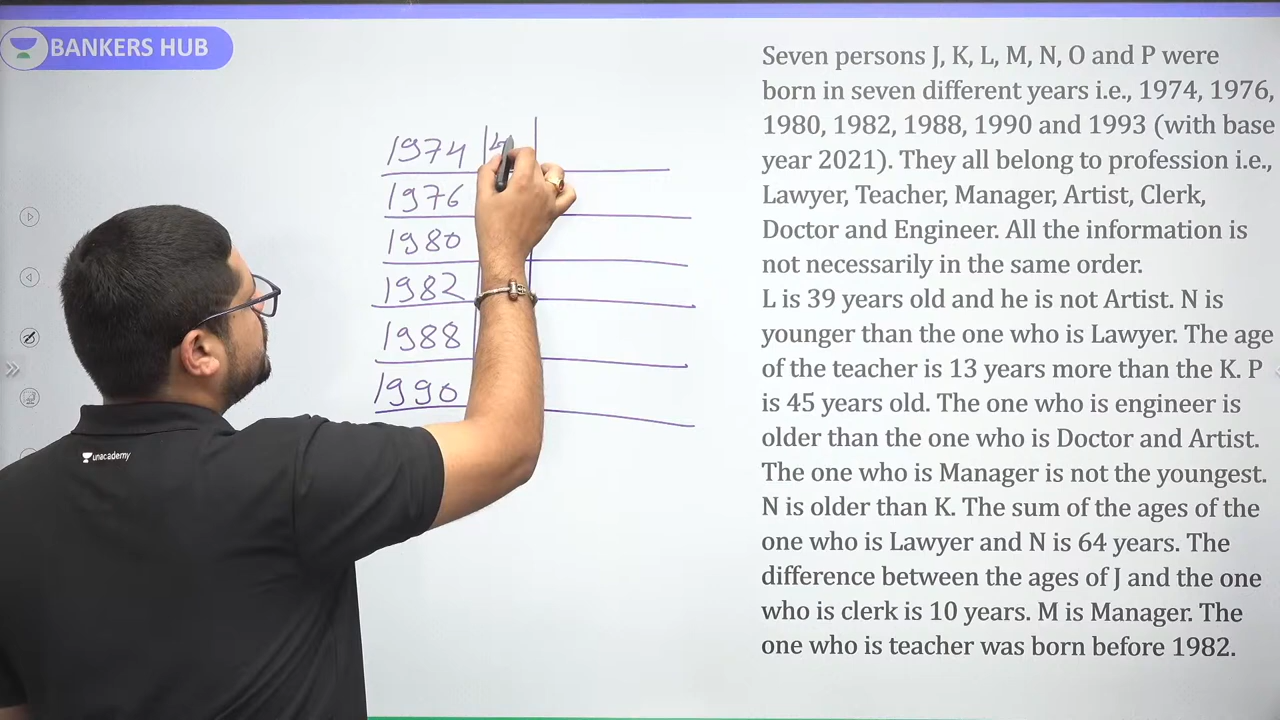 BANKERS HUB
Seven persons J, K, L, M, N, O and P were
born in seven different years i.e., 1974, 1976,
1980, 1982, 1988, 1990 and 1993 (with base
year 2021). They all belong to profession i.e.,
Lawyer, Teacher, Manager, Artist, Clerk,
Doctor and Engineer. All the information is
not necessarily in the same order.
L is 39 years old and he is not Artist. N is
younger than the one who is Lawyer. The age
of the teacher is 13 years more than the K. P
is 45 years old. The one who is engineer is
older than the one who is Doctor and Artist.
The one who is Manager is not the youngest.
N is older than K. The sum of the ages of the
one who is Lawyer and N is 64 years. The
difference between the ages of J and the one
who is clerk is 10 years. M is Manager. The
one who is teacher was born before 1982.
1974 4
1976
1980
1982
1988
1990
unacademy